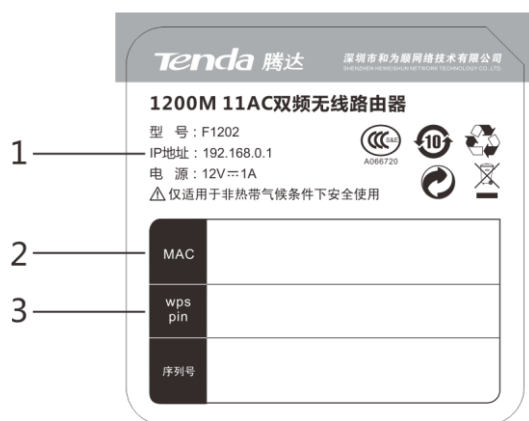 Tenda 腾达 深圳市和为顺网络技术有限公司
SHENZHEN HEWEISHUN NETWORK TECHNOLOGY CO.,LTD.
1200M 11AC双频无线路由器
型 号：F1202
1 IP地址：192.168.0.1
电 源：12V⎓1A
仅适用于非热带气候条件下安全使用
CCC S&E
A066720
10
2 MAC
3 wps
pin
序列号